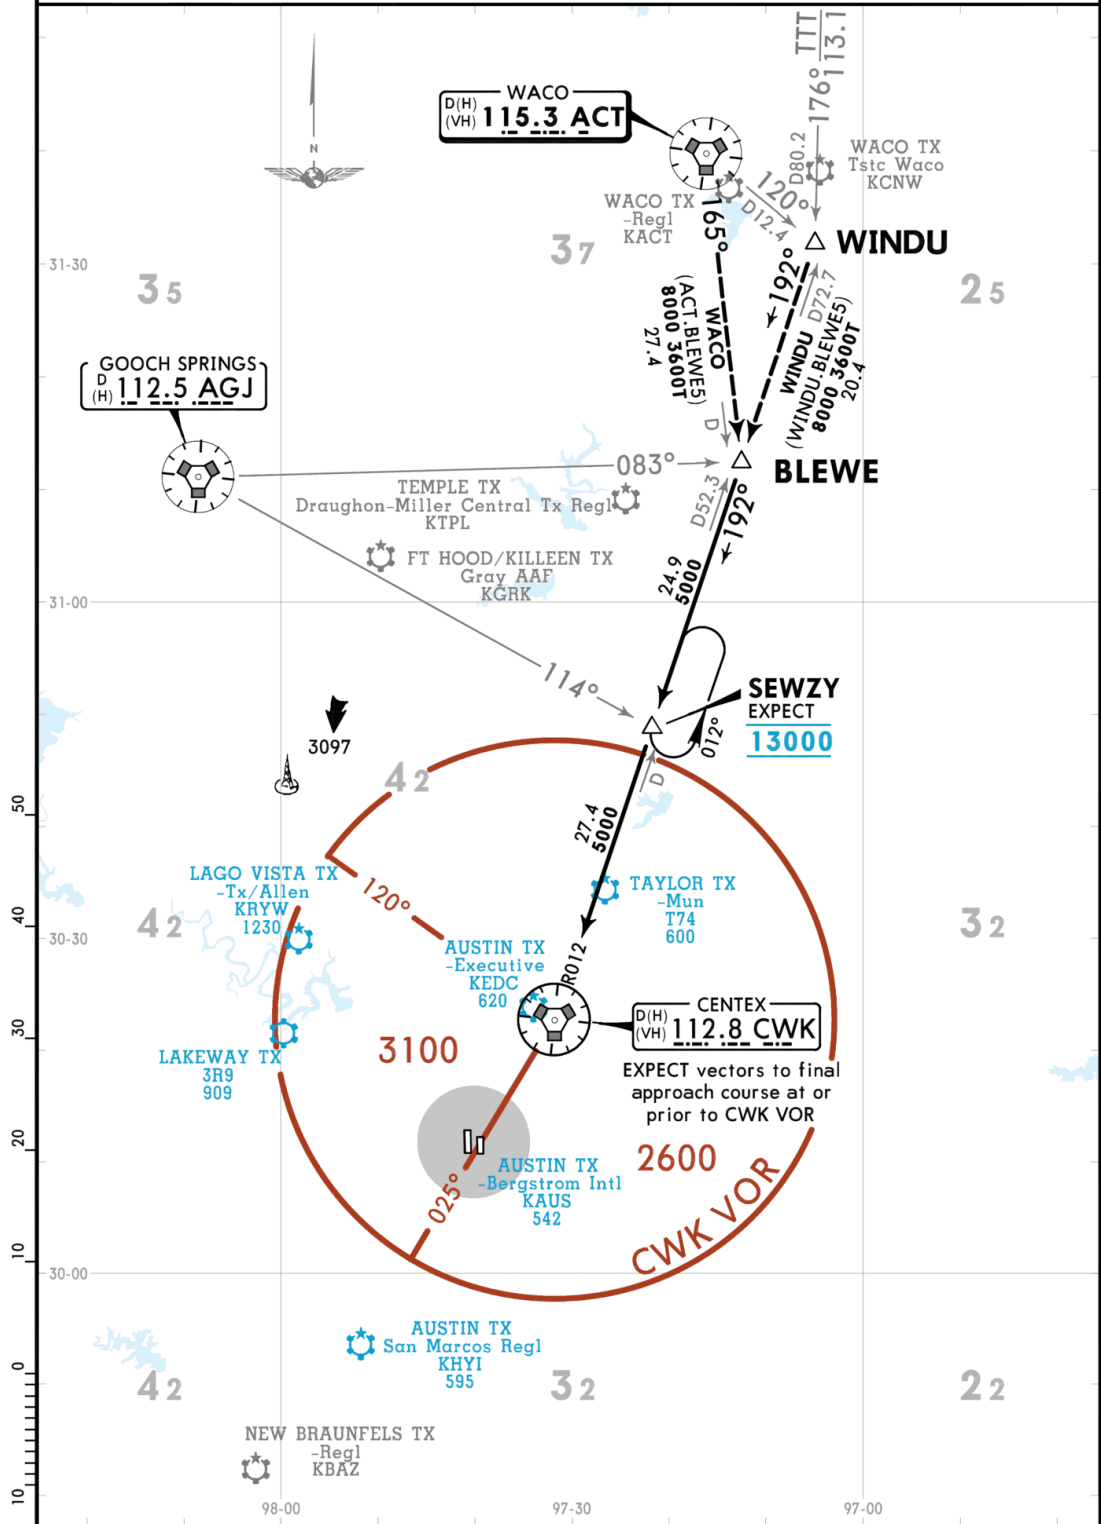 TTT
113.1
176°
D80.2
WACO
D(H)
(VH) 115.3 ACT
N
WACO TX
Tstc Waco
KCNW
WACO TX
-Regl
KACT
120°
D12.4
165°
WINDU
31-30
35
37
25
192°
D72.7
WACO
(ACT.BLEWE5)
8000 3600T
27.4
WINDU
(WINDU.BLEWE5)
8000 3600T
20.4
GOOCH SPRINGS
D
(H) 112.5 AGJ
D
083°
BLEWE
TEMPLE TX
Draughon-Miller Central Tx Regl
KTPL
D52.3
192°
FT HOOD/KILLEEN TX
Gray AAF
KGRK
24.9
5000
31-00
114°
SEWZY
EXPECT
13000
012°
3097
D
42
27.4
5000
50
LAGO VISTA TX
-Tx/Allen
KRYW
1230
120°
TAYLOR TX
-Mun
T74
600
40
42
32
30-30
AUSTIN TX
-Executive
KEDC
620
R012
CENTEX
D(H)
(VH) 112.8 CWK
30
3100
LAKEWAY TX
3R9
909
EXPECT vectors to final
approach course at or
prior to CWK VOR
20
2600
AUSTIN TX
-Bergstrom Intl
KAUS
542
025°
CWK VOR
10
30-00
AUSTIN TX
San Marcos Regl
KHYI
595
0
42
32
22
NEW BRAUNFELS TX
-Regl
KBAZ
10
98-00
97-30
97-00